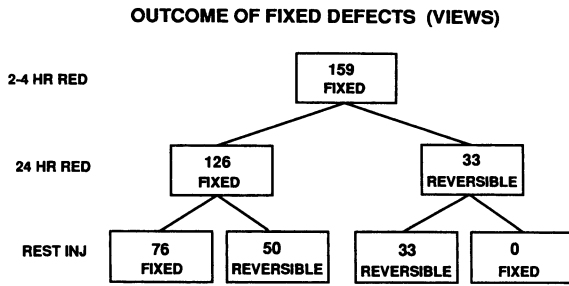 OUTCOME OF FIXED DEFECTS (VIEWS)
2-4 HR RED
159
FIXED
24 HR RED
126
FIXED
33
REVERSIBLE
REST INJ
76
FIXED
50
REVERSIBLE
33
REVERSIBLE
0
FIXED